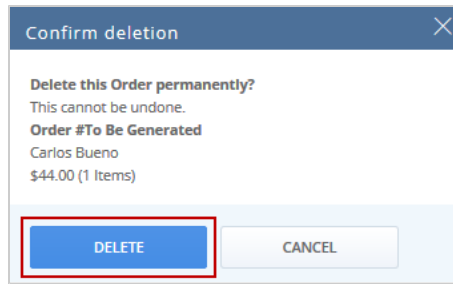 Confirm deletion
Delete this Order permanently?
This cannot be undone.
Order #To Be Generated
Carlos Bueno
$44.00 (1 Items)
DELETE
CANCEL